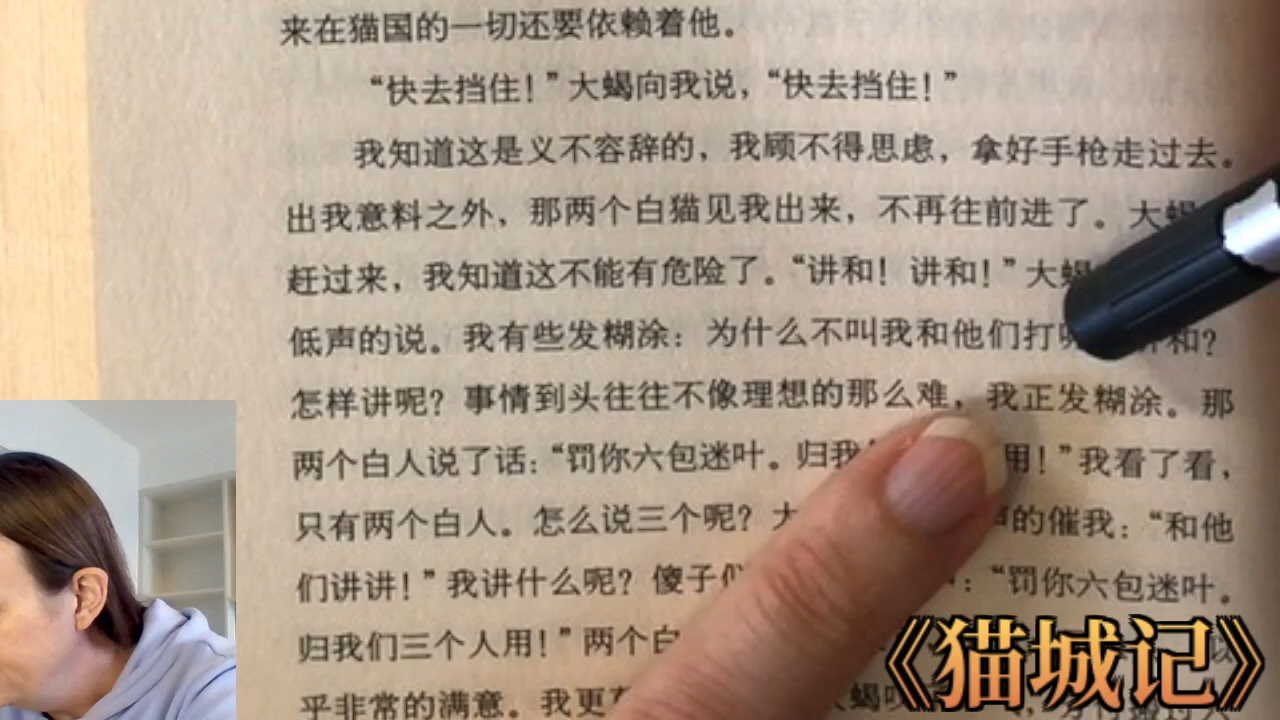 来在猫国的一切还要依赖着他。
“快去挡住！”大蝎向我说，“快去挡住！”
我知道这是义不容辞的，我顾不得思虑，拿好手枪走过去。
出我意料之外，那两个白猫见我出来，不再往前进了。大蝎
赶过来，我知道这不能有危险了。“讲和！讲和！”大蝎
低声的说。我有些发糊涂：为什么不叫我和他们打呢？讲和？
怎样讲呢？事情到头往往不像理想的那么难，我正发糊涂。那
两个白人说了话：“罚你六包迷叶。归我 用！”我看了看，
只有两个白人。怎么说三个呢？大 声的催我：“和他
们讲讲！”我讲什么呢？傻子 ：“罚你六包迷叶。
归我们三个人用！”两个白
乎非常的满意。我更
《猫城记》